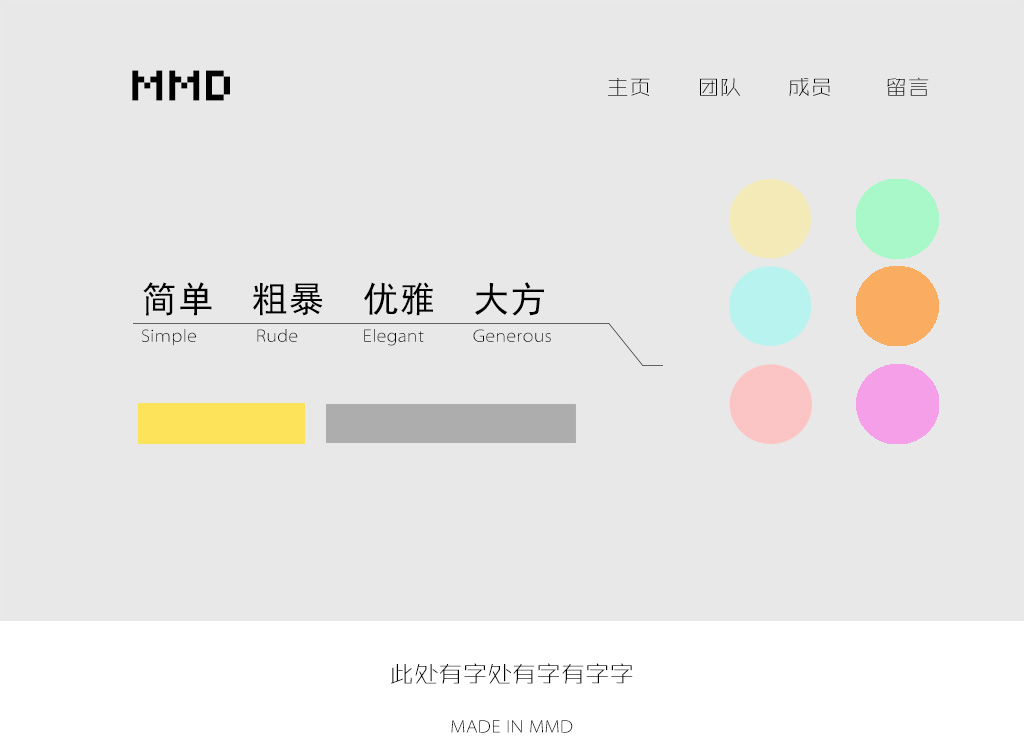 MMD
主页 团队 成员 留言
简单 粗暴 优雅 大方
Simple Rude Elegant Generous
此处有字处有字有字字
MADE IN MMD